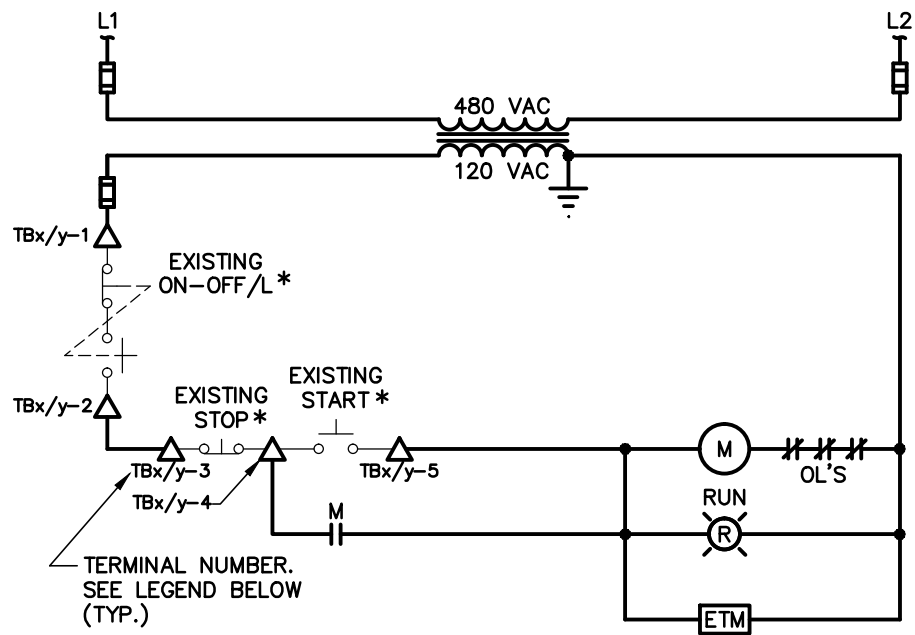 L1
L2
480 VAC
120 VAC
TBx/y-1
EXISTING
ON-OFF/L*
TBx/y-2
EXISTING
STOP*
EXISTING
START*
TBx/y-3
TBx/y-4
TBx/y-5
M
OL'S
RUN
M
R
TERMINAL NUMBER.
SEE LEGEND BELOW
(TYP.)
ETM